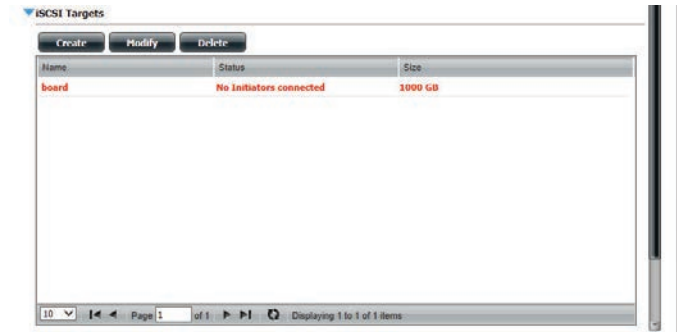 iSCSI Targets
Create Modify Delete
Name Status Size
board No Initiators connected 1000 GB
10 Page 1 of 1 Displaying 1 to 1 of 1 items